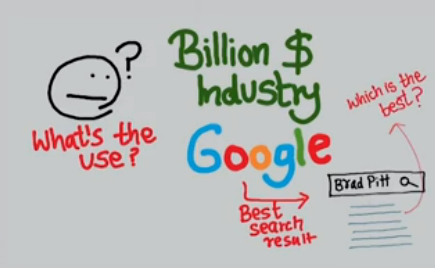 ?
What's the
use?
Billion $
Industry
Google
Best
search
result
Brad Pitt
Which is the
best?